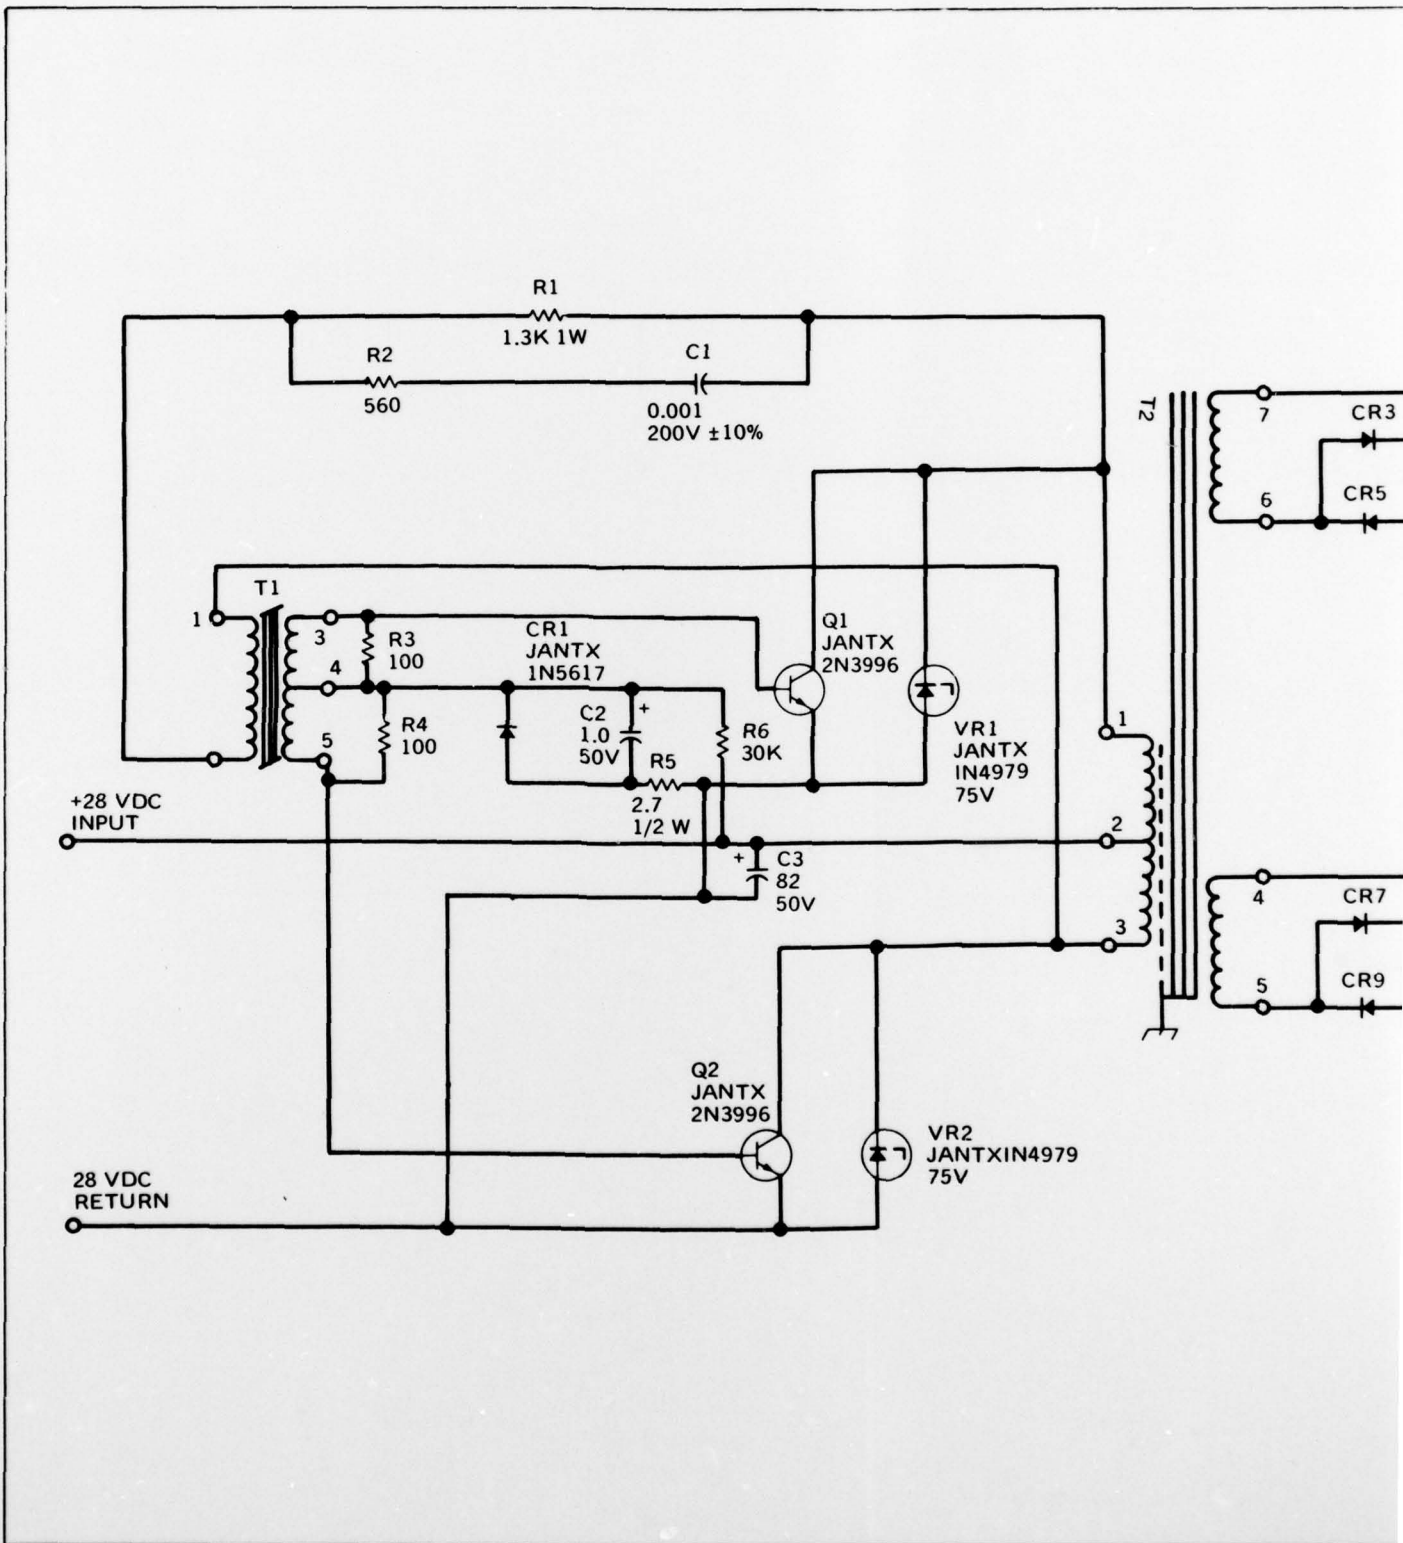 R1
1.3K 1W
R2
560
C1
0.001
200V ±10%
T2
7
CR3
6
CR5
T1
1
3
R3
100
4
CR1
JANTX
1N5617
Q1
JANTX
2N3996
5
R4
100
C2
1.0
50V
+
R5
2.7
1/2 W
R6
30K
VR1
JANTX
IN4979
75V
1
+28 VDC
INPUT
2
+
C3
82
50V
3
4
CR7
5
CR9
Q2
JANTX
2N3996
VR2
JANTXIN4979
75V
28 VDC
RETURN